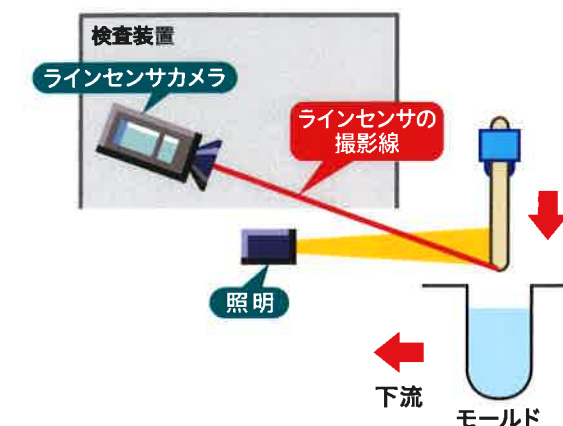 検査装置
ラインセンサカメラ
ラインセンサの
撮影線
照明
下流
モールド